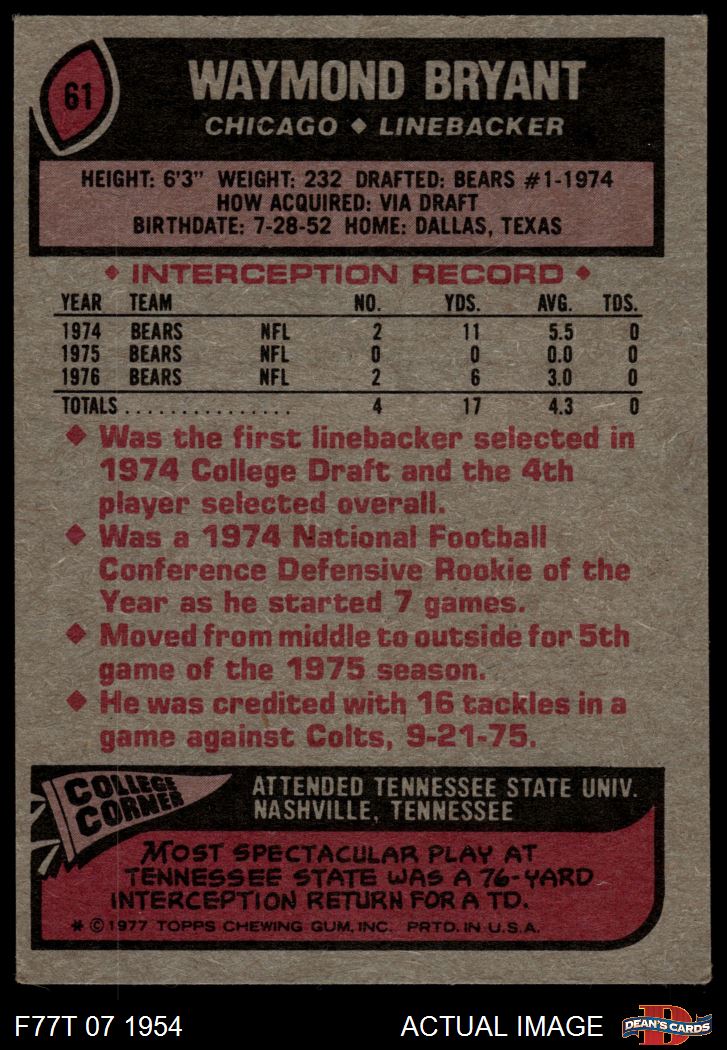 61
WAYMOND BRYANT
CHICAGO ◆ LINEBACKER
HEIGHT: 6'3" WEIGHT: 232 DRAFTED: BEARS #1-1974
HOW ACQUIRED: VIA DRAFT
BIRTHDATE: 7-28-52 HOME: DALLAS, TEXAS
◆ INTERCEPTION RECORD ◆
YEAR TEAM NO. YDS. AVG. TDS.
1974 BEARS NFL 2 11 5.5 0
1975 BEARS NFL 0 0 0.0 0
1976 BEARS NFL 2 6 3.0 0
TOTALS ................ 4 17 4.3 0
◆ Was the first linebacker selected in
1974 College Draft and the 4th
player selected overall.
◆ Was a 1974 National Football
Conference Defensive Rookie of the
Year as he started 7 games.
◆ Moved from middle to outside for 5th
game of the 1975 season.
◆ He was credited with 16 tackles in a
game against Colts, 9-21-75.
COLLEGE
CORNER
ATTENDED TENNESSEE STATE UNIV.
NASHVILLE, TENNESSEE
MOST SPECTACULAR PLAY AT
TENNESSEE STATE WAS A 76-YARD
INTERCEPTION RETURN FOR A TD.
* © 1977 TOPPS CHEWING GUM, INC. PRTD. IN U.S.A.
F77T 07 1954 ACTUAL IMAGE
D
DEAN'S CARDS